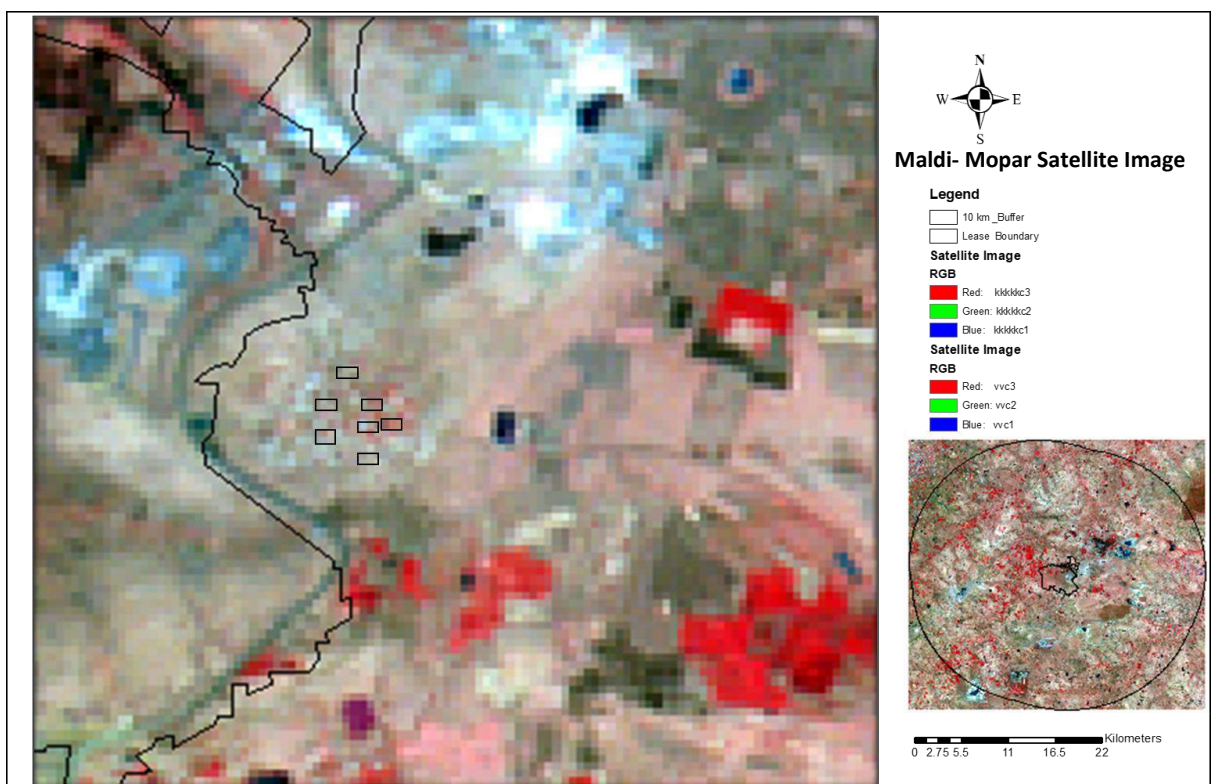 N
W E
S
Maldi- Mopar Satellite Image
Legend
10 km _Buffer
Lease Boundary
Satellite Image
RGB
Red: kkkkkc3
Green: kkkkkc2
Blue: kkkkkc1
Satellite Image
RGB
Red: vvc3
Green: vvc2
Blue: vvc1
Kilometers
0 2.75 5.5 11 16.5 22